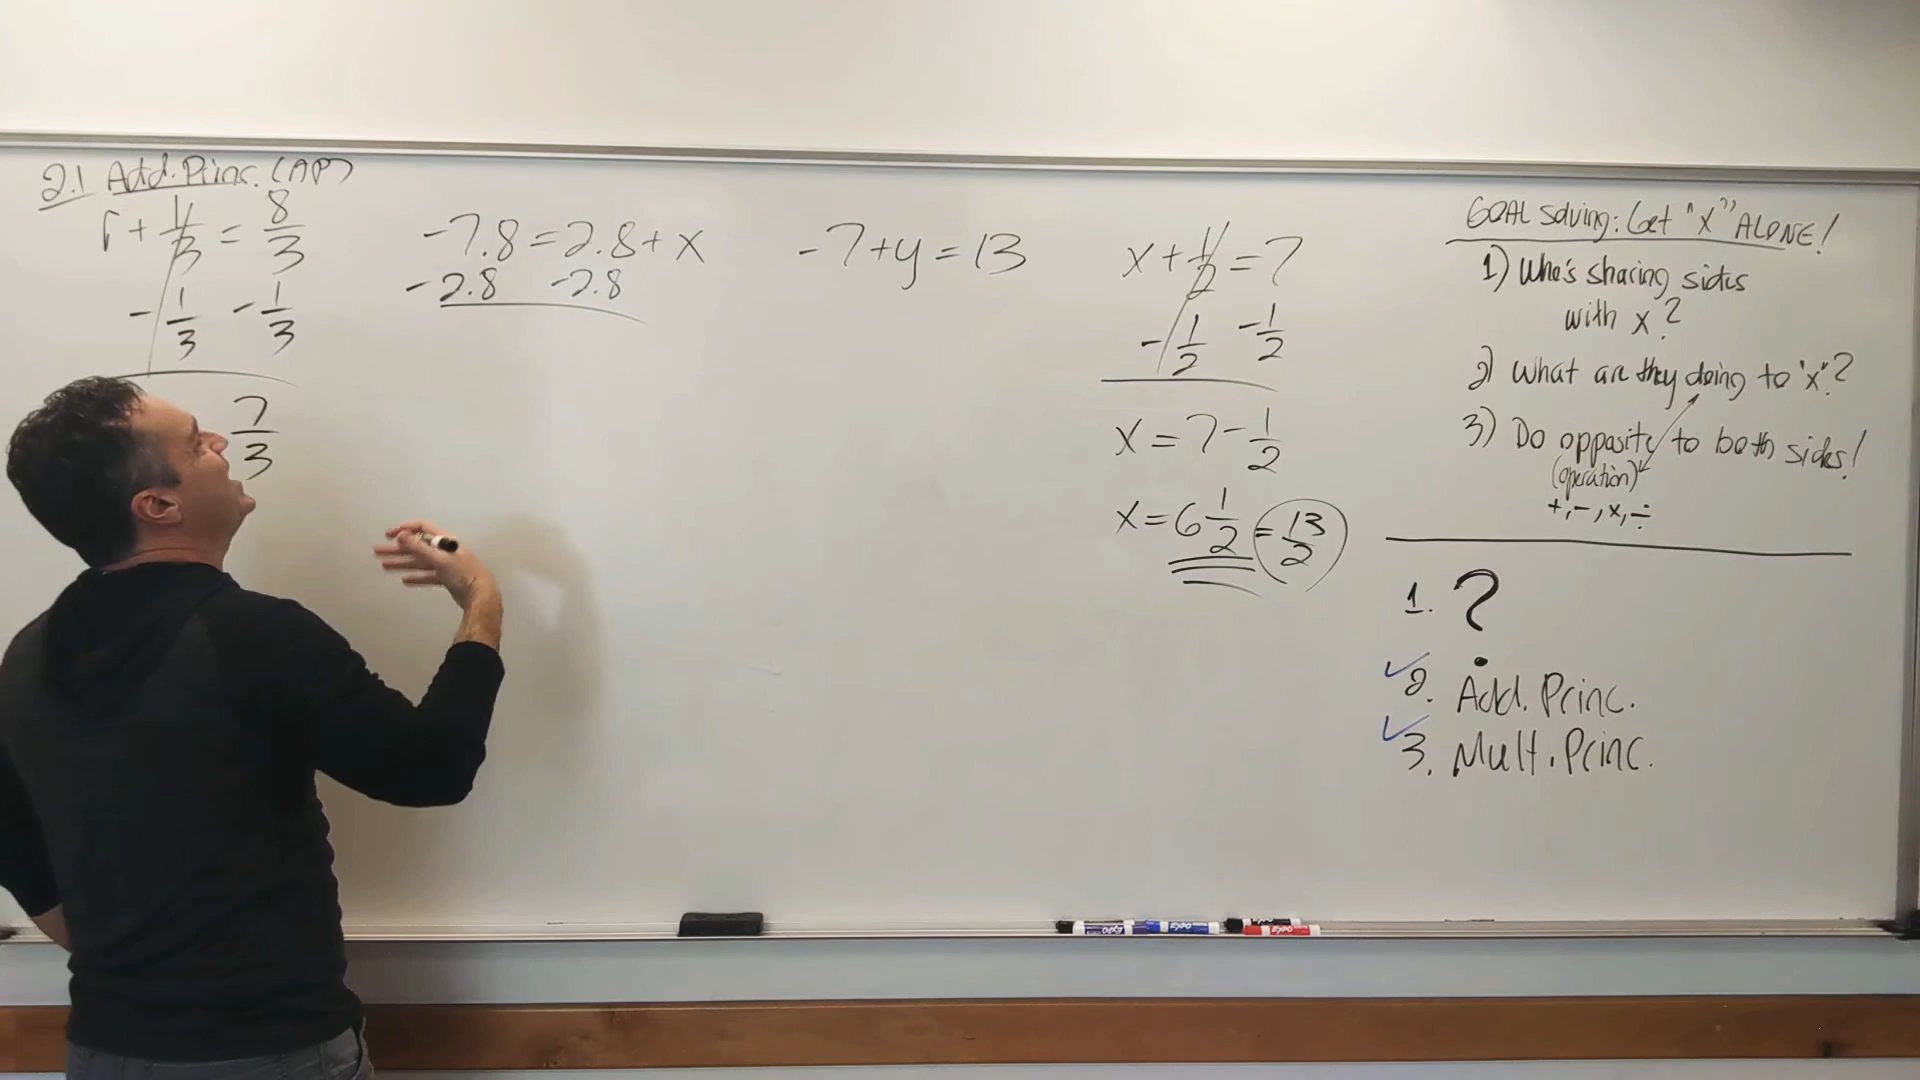 2.1 Add. Princ. (AP)
r + 1/3 = 8/3
- 1/3 - 1/3
7/3
-7.8 = 2.8 + x
-2.8 -2.8
-7 + y = 13
x + 1/2 = 7
- 1/2 - 1/2
x = 7 - 1/2
x = 6 1/2 = 13/2
GOAL Solving: Get "x" ALONE!
1) Who's sharing sides
with x?
2) What are they doing to "x"?
3) Do opposite to both sides!
(operation)
+, -, x, ÷
1. ?
2. Add. Princ.
3. Mult. Princ.
EXPO
EXPO
EXPO